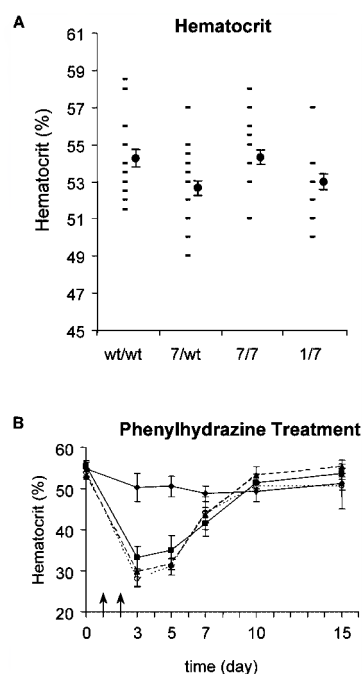 A
Hematocrit
Hematocrit (%)
61
59
57
55
53
51
49
47
45
wt/wt 7/wt 7/7 1/7
B
Phenylhydrazine Treatment
Hematocrit (%)
60
50
40
30
20
0 3 5 7 10 15
time (day)